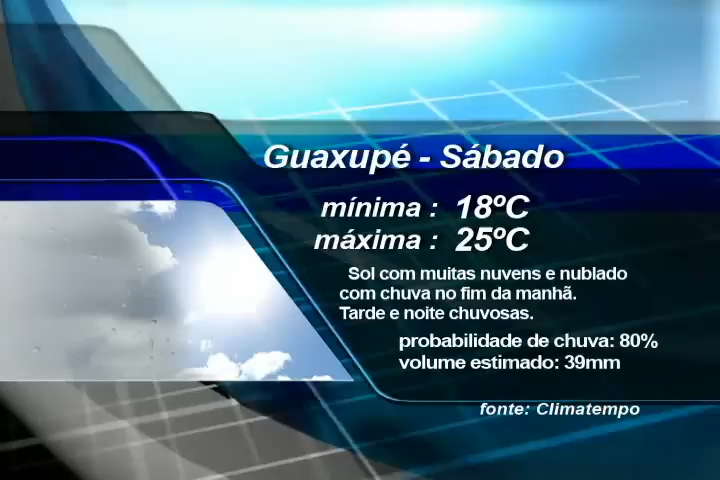 Guaxupé - Sábado
mínima : 18ºC
máxima : 25ºC
Sol com muitas nuvens e nublado
com chuva no fim da manhã.
Tarde e noite chuvosas.
probabilidade de chuva: 80%
volume estimado: 39mm
fonte: Climatempo